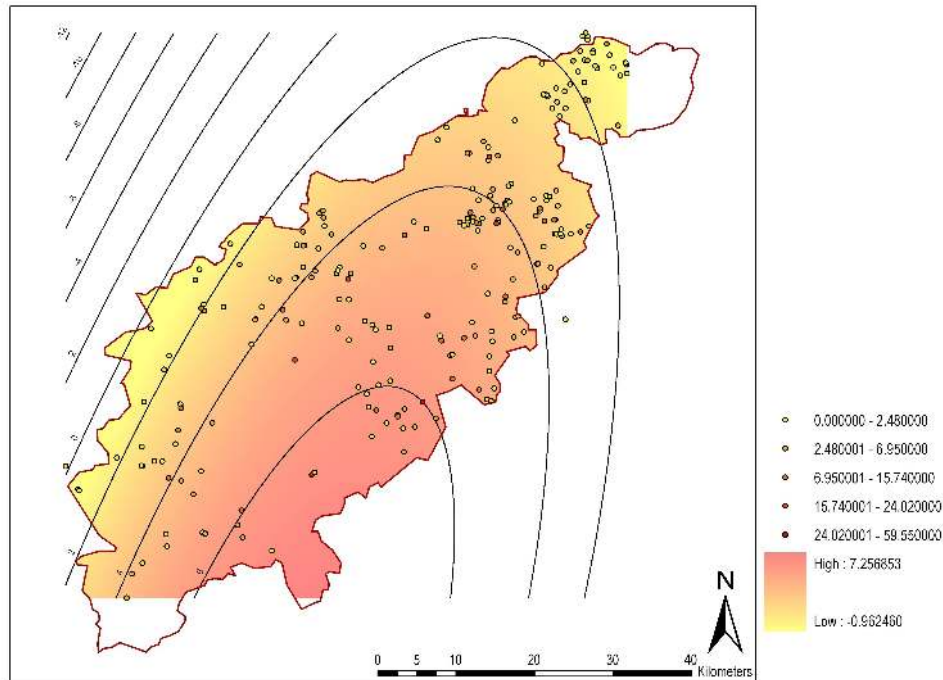 0.000000 - 2.480000
2.480001 - 6.950000
6.950001 - 15.740000
15.740001 - 24.020000
24.020001 - 59.550000
High : 7.256853
Low : -0.962460
N
0 5 10 20 30 40
Kilometers